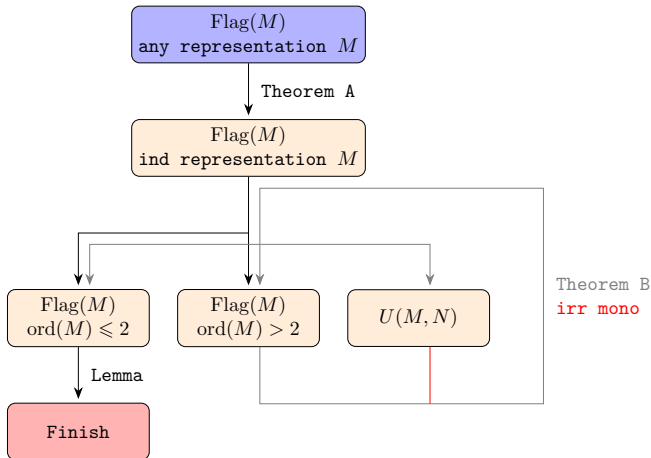 Flag(M)
any representation M
Theorem A
Flag(M)
ind representation M
Theorem B
irr mono
Flag(M)
ord(M) ⩽ 2
Flag(M)
ord(M) > 2
U(M, N)
Lemma
Finish